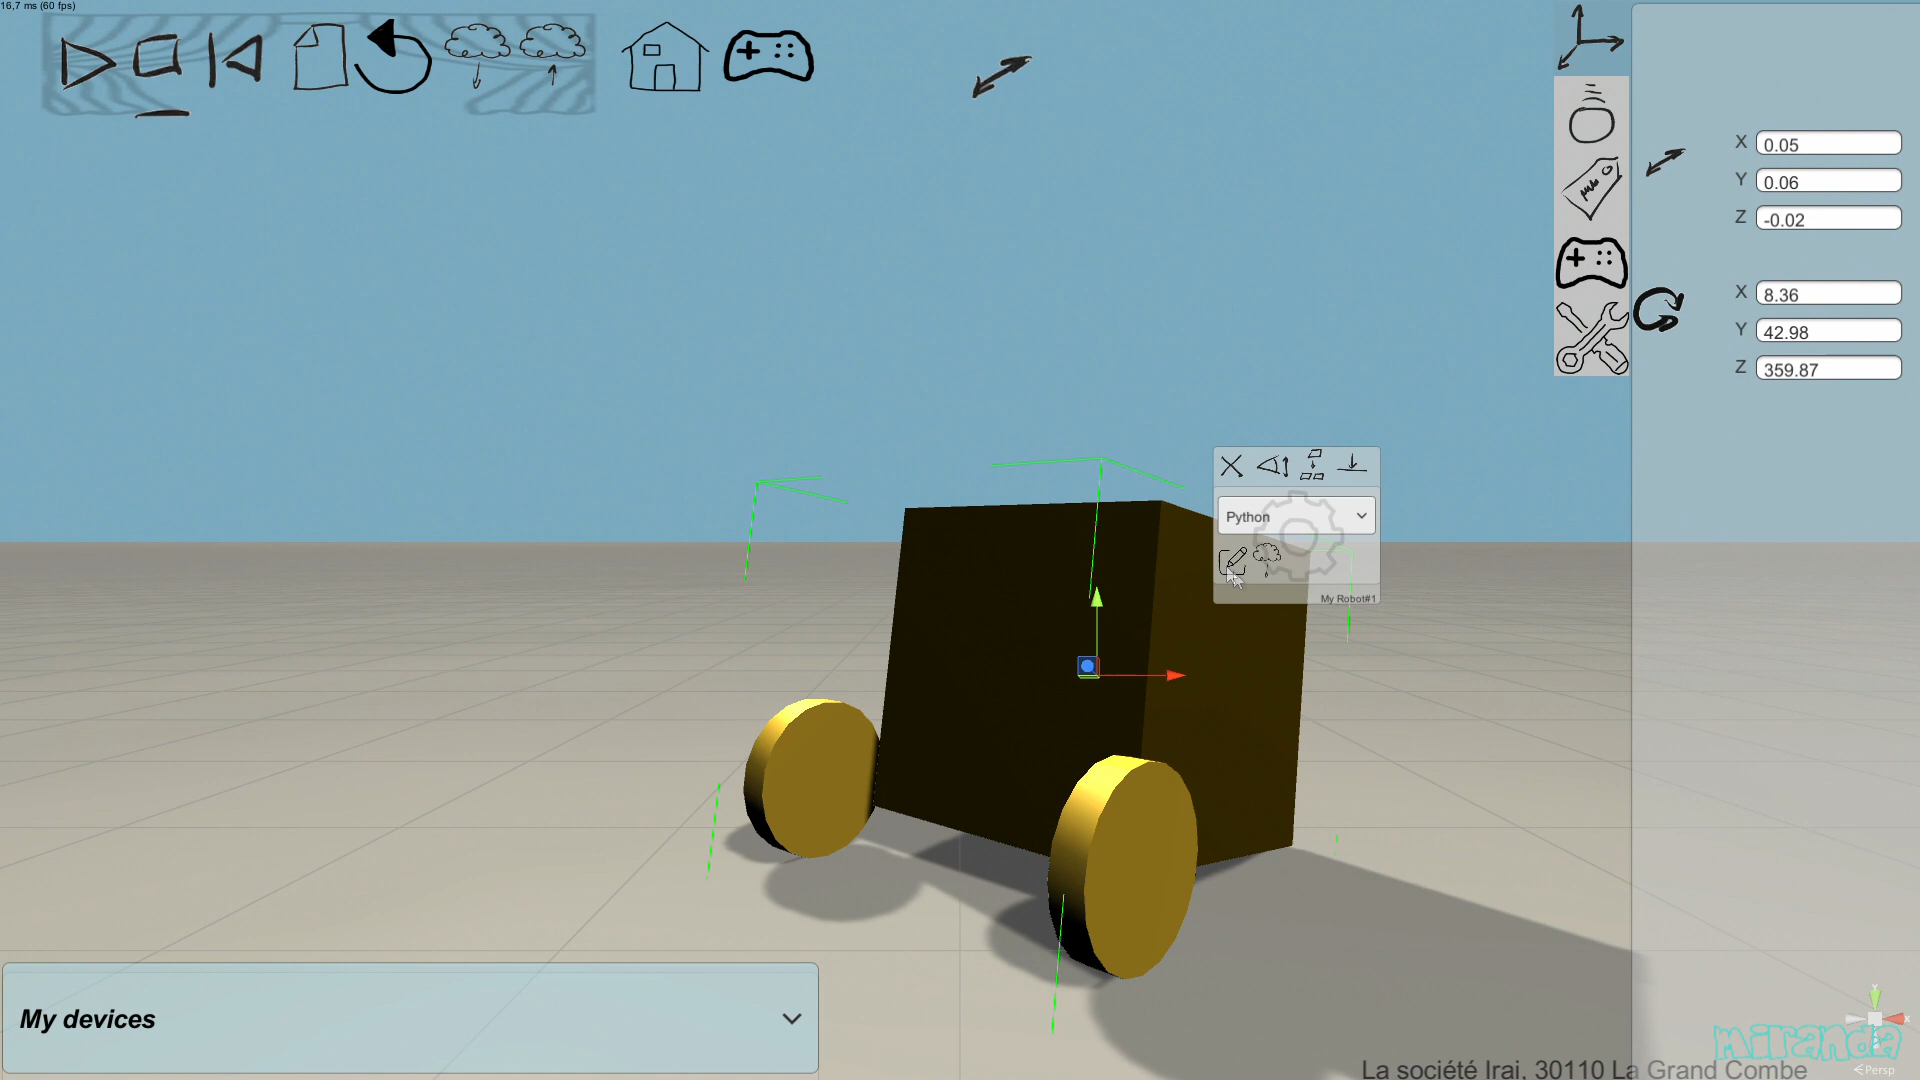 16,7 ms (60 fps)
X 0.05
Y 0.06
Z -0.02
X 8.36
Y 42.98
Z 359.87
Python
My Robot#1
My devices
Y
X
miranda
La société Irai, 30110 La Grand Combe
<Persp